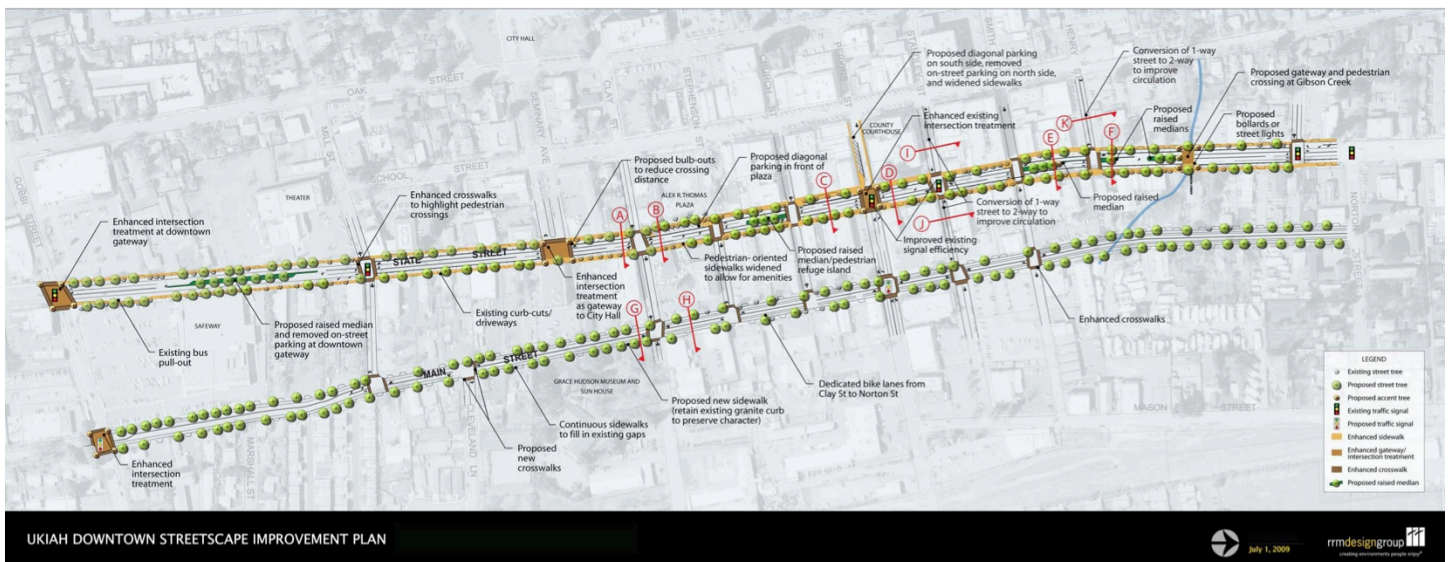 CITY HALL
OAK
STREET
GOBBI STREET
MILL ST
SCHOOL
STREET
SEMINARY AVE
CLAY ST
STEPHENSON
CHURCH ST
PERKINS ST
SMITH ST
HENRY ST
NORTON STREET
THEATER
COUNTY
COURTHOUSE
ALEX R. THOMAS
PLAZA
Proposed diagonal parking
on south side, removed
on-street parking on north side,
and widened sidewalks
Conversion of 1-way
street to 2-way
to improve
circulation
Proposed gateway and pedestrian
crossing at Gibson Creek
Proposed
raised
medians
Proposed
bollards or
street lights
Enhanced existing
intersection treatment
Proposed bulb-outs
to reduce crossing
distance
Proposed diagonal
parking in front of
plaza
Enhanced crosswalks
to highlight pedestrian
crossings
Enhanced intersection
treatment at downtown
gateway
STATE
STREET
A
B
C
D
E
F
G
H
I
J
K
Proposed raised
median
Conversion of 1-way
street to 2-way to
improve circulation
Improved existing
signal efficiency
Proposed raised
median/pedestrian
refuge island
Pedestrian- oriented
sidewalks widened
to allow for amenities
Enhanced
intersection
treatment
as gateway
to City Hall
Existing curb-cuts/
driveways
Proposed raised median
and removed on-street
parking at downtown
gateway
SAFEWAY
Existing bus
pull-out
MAIN
STREET
GRACE HUDSON MUSEUM AND
SUN HOUSE
Enhanced crosswalks
Dedicated bike lanes from
Clay St to Norton St
Proposed new sidewalk
(retain existing granite curb
to preserve character)
Continuous sidewalks
to fill in existing gaps
Proposed
new
crosswalks
Enhanced
intersection
treatment
MARSHALL ST
CLEVELAND LN
MASON
STREET
LEGEND
Existing street tree
Proposed street tree
Proposed accent tree
Existing traffic signal
Proposed traffic signal
Enhanced sidewalk
Enhanced gateway/
intersection treatment
Enhanced crosswalk
Proposed raised median
UKIAH DOWNTOWN STREETSCAPE IMPROVEMENT PLAN
July 1, 2009
rrmdesigngroup
creating environments people enjoy